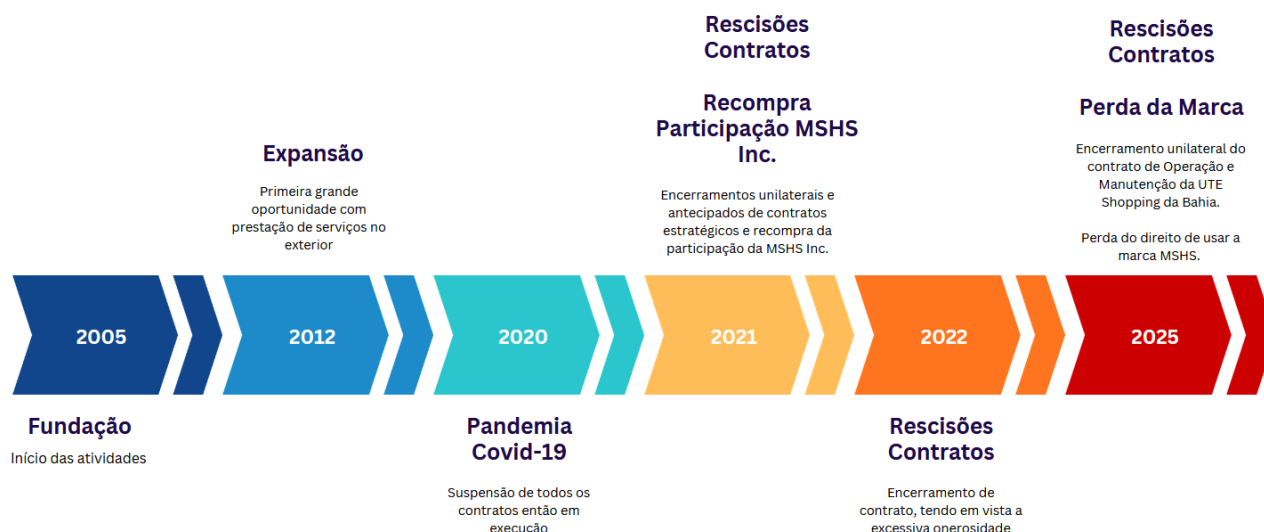 2005
Fundação
Início das atividades
Expansão
Primeira grande
oportunidade com
prestação de serviços no
exterior
2012
2020
Pandemia
Covid-19
Suspensão de todos os
contratos então em
execução
Rescisões
Contratos
Recompra
Participação MSHS
Inc.
Encerramentos unilaterais e
antecipados de contratos
estratégicos e recompra da
participação da MSHS Inc.
2021
2022
Rescisões
Contratos
Encerramento de
contrato, tendo em vista a
excessiva onerosidade
Rescisões
Contratos
Perda da Marca
Encerramento unilateral do
contrato de Operação e
Manutenção da UTE
Shopping da Bahia.
Perda do direito de usar a
marca MSHS.
2025